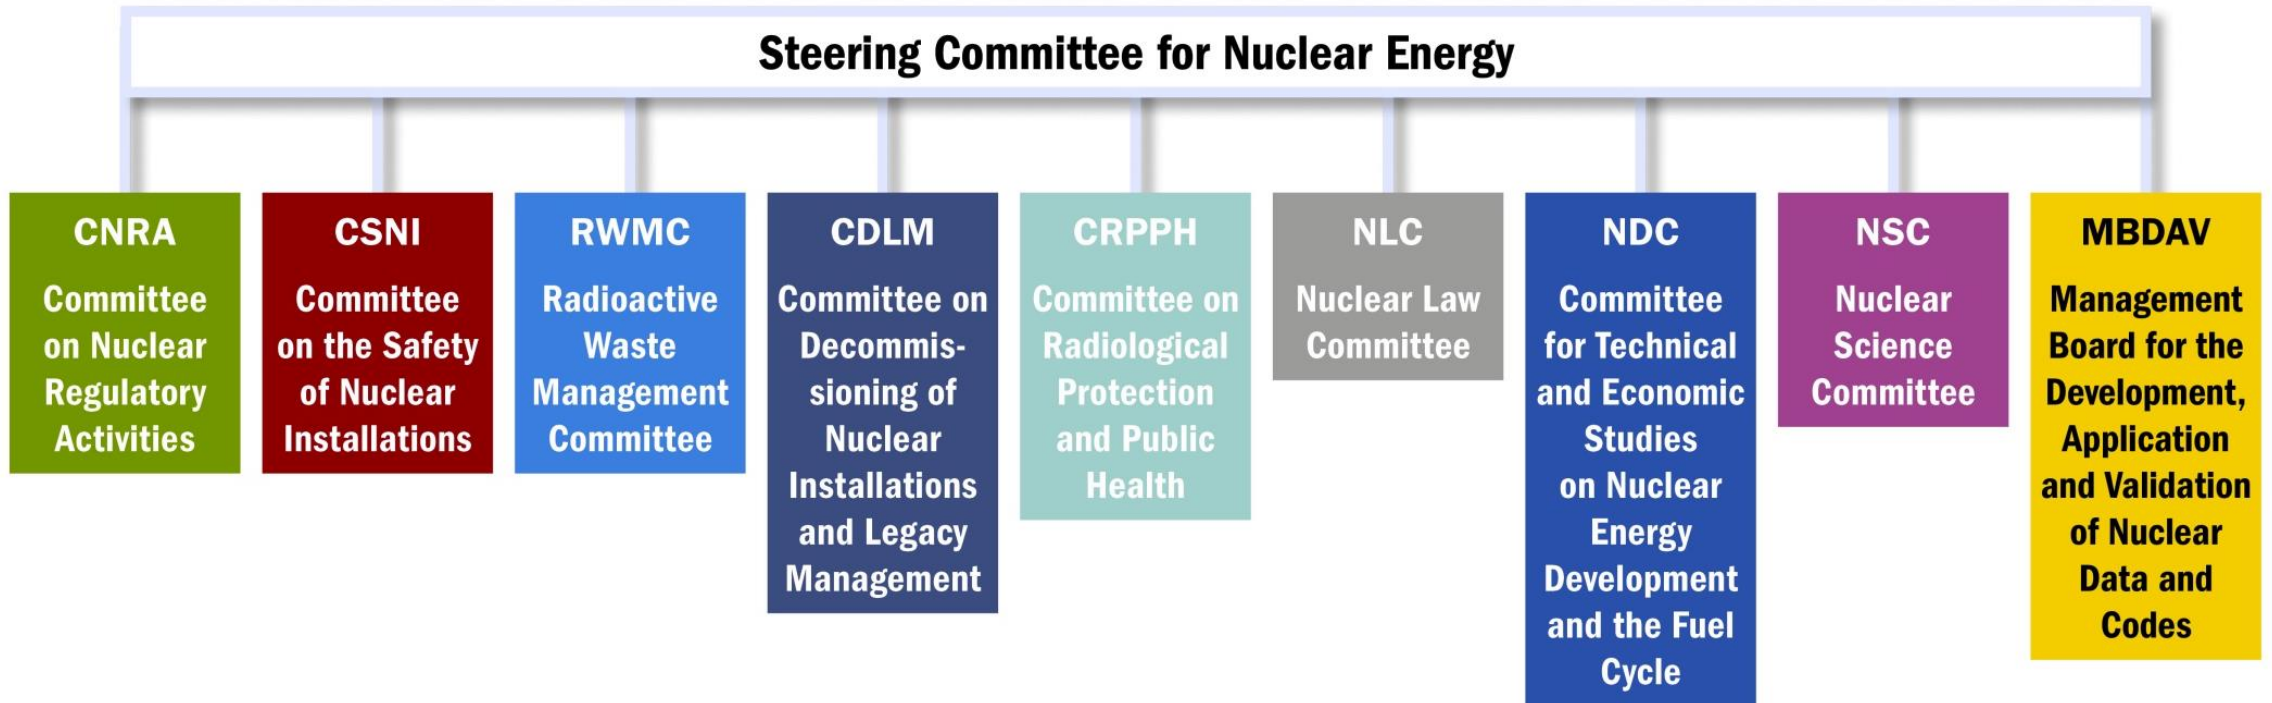 Steering Committee for Nuclear Energy
CNRA
Committee
on Nuclear
Regulatory
Activities
CSNI
Committee
on the Safety
of Nuclear
Installations
RWMC
Radioactive
Waste
Management
Committee
CDLM
Committee on
Decommis-
sioning of
Nuclear
Installations
and Legacy
Management
CRPPH
Committee on
Radiological
Protection
and Public
Health
NLC
Nuclear Law
Committee
NDC
Committee
for Technical
and Economic
Studies
on Nuclear
Energy
Development
and the Fuel
Cycle
NSC
Nuclear
Science
Committee
MBDAV
Management
Board for the
Development,
Application
and Validation
of Nuclear
Data and
Codes